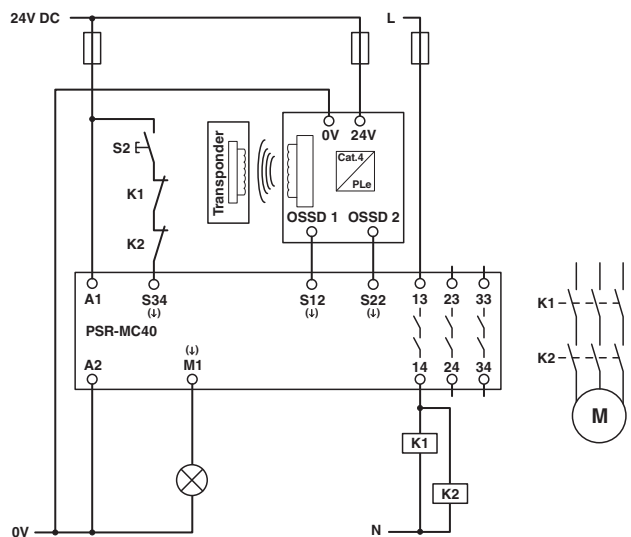 24V DC
L
0V 24V
Transponder
Cat.4
PLe
S2
K1
K2
OSSD 1 OSSD 2
A1 S34 S12 S22 13 23 33
(↓) (↓) (↓)
PSR-MC40
(↓)
A2 M1 14 24 34
K1
K2
M
K1
K2
0V
N